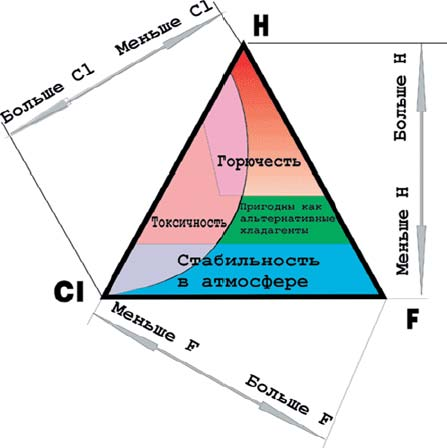 H
Меньше Cl
Больше Cl
Больше H
Меньше H
Горючесть
Токсичность
Пригодны как
альтернативные
хладагенты
Стабильность
в атмосфере
Cl
F
Меньше F
Больше F